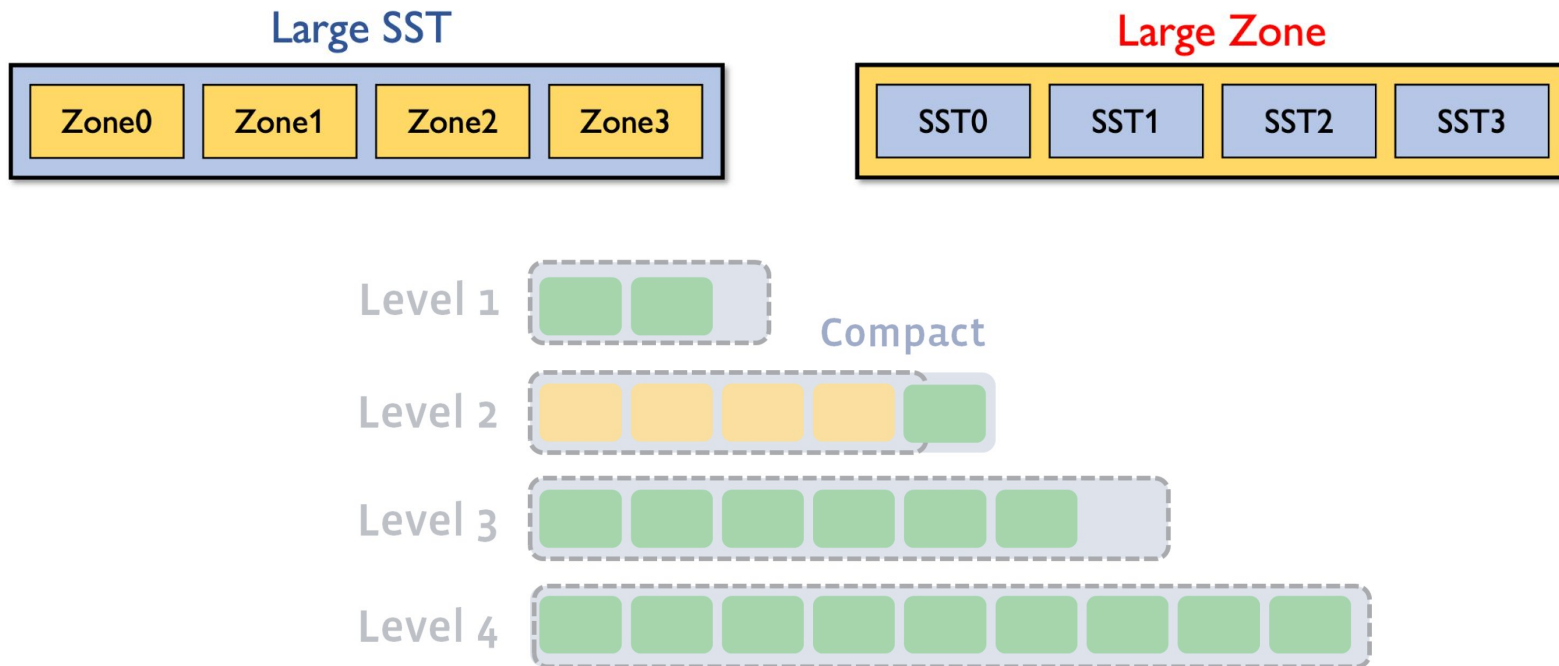 Large SST
Large Zone
Zone0 Zone1 Zone2 Zone3
SST0 SST1 SST2 SST3
Level 1
Compact
Level 2
Level 3
Level 4